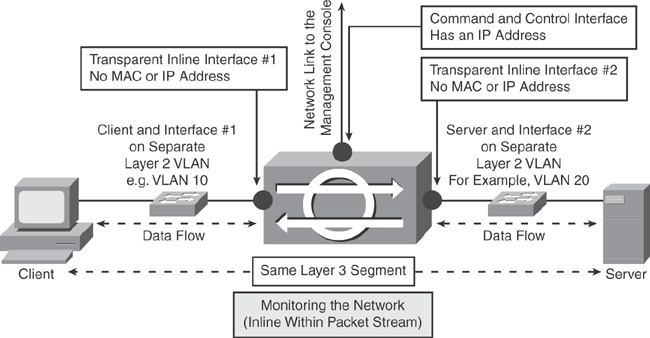 Command and Control Interface
Has an IP Address
Network Link to the
Management Console
Transparent Inline Interface #1
No MAC or IP Address
Transparent Inline Interface #2
No MAC or IP Address
Client and Interface #1
on Separate
Layer 2 VLAN
e.g. VLAN 10
Server and Interface #2
on Separate
Layer 2 VLAN
For Example, VLAN 20
Data Flow
Data Flow
Client
Same Layer 3 Segment
Server
Monitoring the Network
(Inline Within Packet Stream)